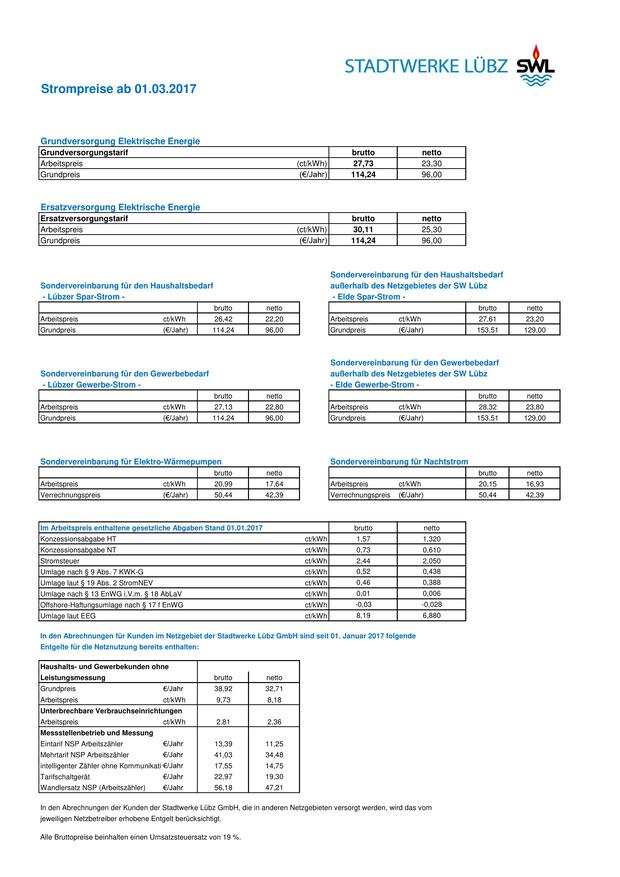 STADTWERKE LÜBZ SWL
Strompreise ab 01.03.2017
Grundversorgung Elektrische Energie
Grundversorgungstarif brutto netto
Arbeitspreis (ct/kWh) 27,73 23,30
Grundpreis (€/Jahr) 114,24 96,00
Ersatzversorgung Elektrische Energie
Ersatzversorgungstarif brutto netto
Arbeitspreis (ct/kWh) 30,11 25,30
Grundpreis (€/Jahr) 114,24 96,00
Sondervereinbarung für den Haushaltsbedarf
- Lübzer Spar-Strom -
brutto netto
Arbeitspreis ct/kWh 26,42 22,20
Grundpreis (€/Jahr) 114,24 96,00
Sondervereinbarung für den Haushaltsbedarf
außerhalb des Netzgebietes der SW Lübz
- Elde Spar-Strom -
brutto netto
Arbeitspreis ct/kWh 27,61 23,20
Grundpreis (€/Jahr) 153,51 129,00
Sondervereinbarung für den Gewerbebedarf
- Lübzer Gewerbe-Strom -
brutto netto
Arbeitspreis ct/kWh 27,13 22,80
Grundpreis (€/Jahr) 114,24 96,00
Sondervereinbarung für den Gewerbebedarf
außerhalb des Netzgebietes der SW Lübz
- Elde Gewerbe-Strom -
brutto netto
Arbeitspreis ct/kWh 28,32 23,80
Grundpreis (€/Jahr) 153,51 129,00
Sondervereinbarung für Elektro-Wärmepumpen
brutto netto
Arbeitspreis ct/kWh 20,99 17,64
Verrechnungspreis (€/Jahr) 50,44 42,39
Sondervereinbarung für Nachtstrom
brutto netto
Arbeitspreis ct/kWh 20,15 16,93
Verrechnungspreis (€/Jahr) 50,44 42,39
Im Arbeitspreis enthaltene gesetzliche Abgaben Stand 01.01.2017 brutto netto
Konzessionsabgabe HT ct/kWh 1,57 1,320
Konzessionsabgabe NT ct/kWh 0,73 0,610
Stromsteuer ct/kWh 2,44 2,050
Umlage nach § 9 Abs. 7 KWK-G ct/kWh 0,52 0,438
Umlage laut § 19 Abs. 2 StromNEV ct/kWh 0,46 0,388
Umlage nach § 13 EnWG i.V.m. § 18 AbLaV ct/kWh 0,01 0,006
Offshore-Haftungsumlage nach § 17 f EnWG ct/kWh -0,03 -0,028
Umlage laut EEG ct/kWh 8,19 6,880
In den Abrechnungen für Kunden im Netzgebiet der Stadtwerke Lübz GmbH sind seit 01. Januar 2017 folgende
Entgelte für die Netznutzung bereits enthalten:
Haushalts- und Gewerbekunden ohne
Leistungsmessung brutto netto
Grundpreis €/Jahr 38,92 32,71
Arbeitspreis ct/kWh 9,73 8,18
Unterbrechbare Verbrauchseinrichtungen
Arbeitspreis ct/kWh 2,81 2,36
Messstellenbetrieb und Messung
Eintarif NSP Arbeitszähler €/Jahr 13,39 11,25
Mehrtarif NSP Arbeitszähler €/Jahr 41,03 34,48
intelligenter Zähler ohne Kommunikati €/Jahr 17,55 14,75
Tarifschaltgerät €/Jahr 22,97 19,30
Wandlersatz NSP (Arbeitszähler) €/Jahr 56,18 47,21
In den Abrechnungen der Kunden der Stadtwerke Lübz GmbH, die in anderen Netzgebieten versorgt werden, wird das vom
jeweiligen Netzbetreiber erhobene Entgelt berücksichtigt.
Alle Bruttopreise beinhalten einen Umsatzsteuersatz von 19 %.